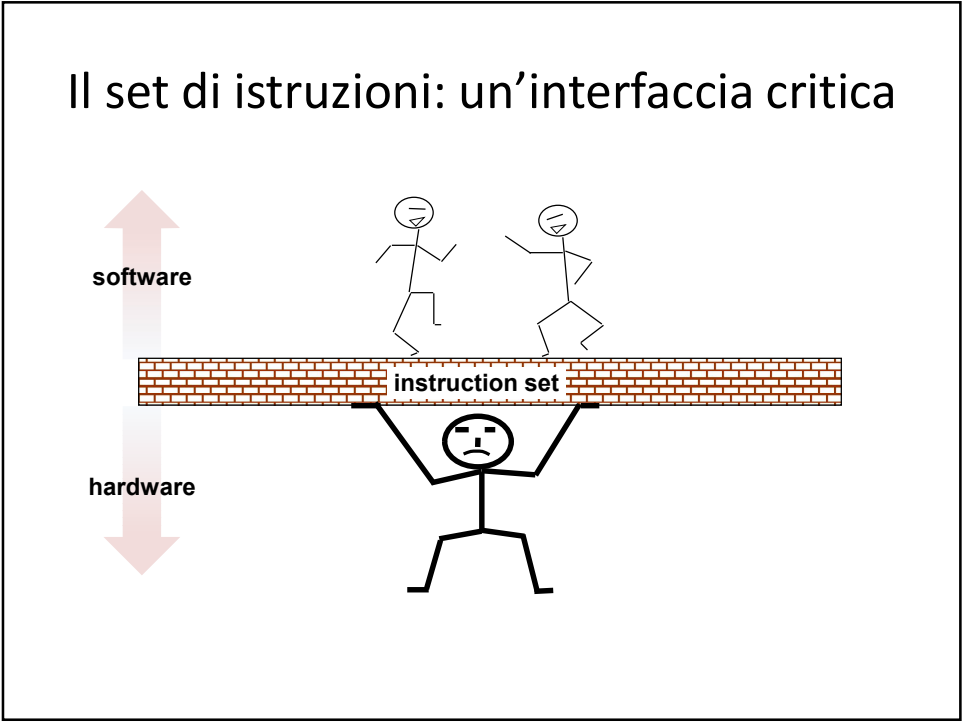 Il set di istruzioni: un’interfaccia critica
software
instruction set
hardware